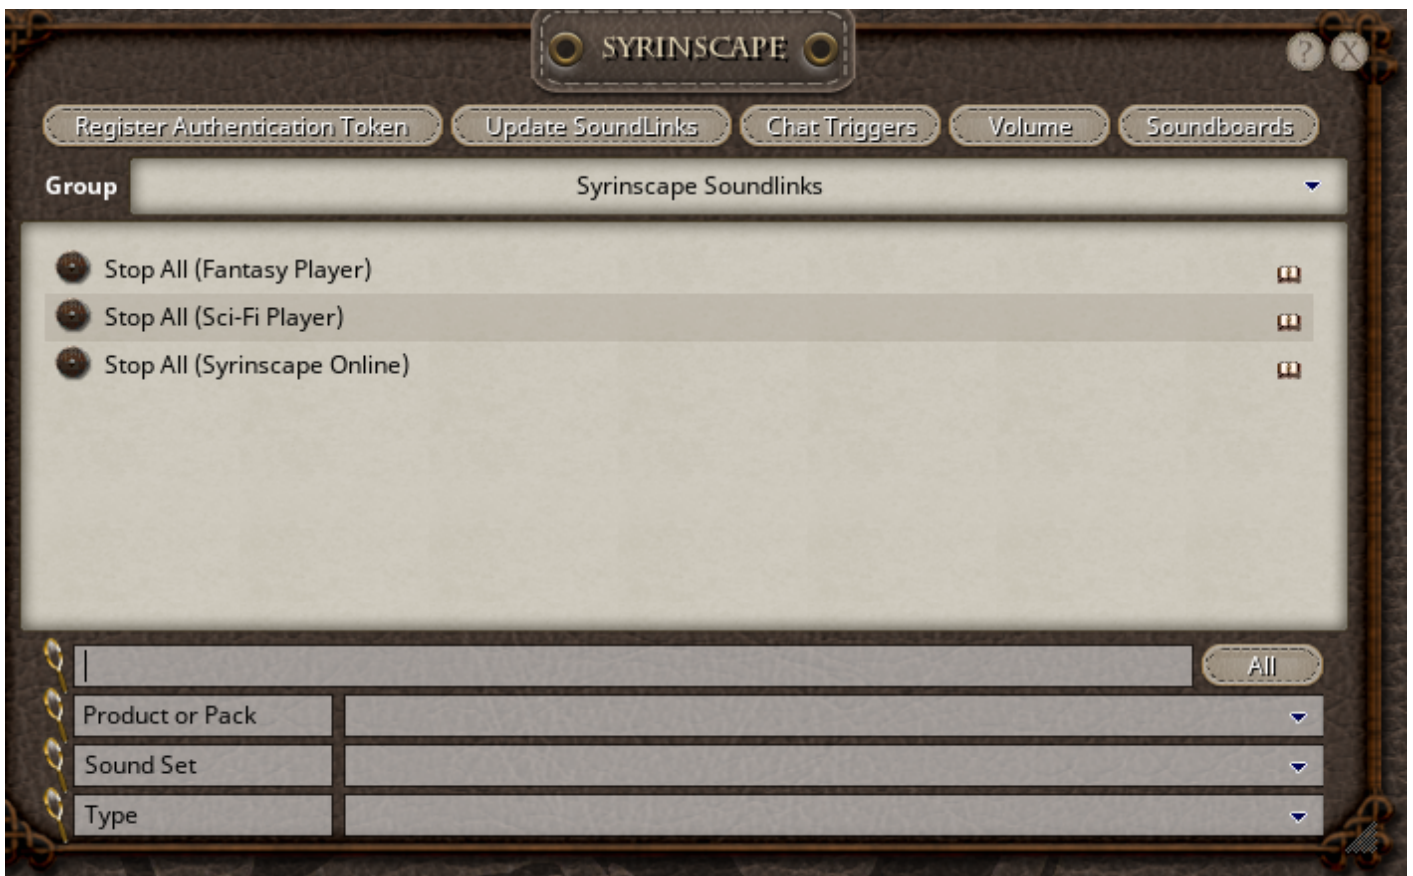 SYRINSCAPE
? X
Register Authentication Token Update SoundLinks Chat Triggers Volume Soundboards
Group Syrinscape Soundlinks
Stop All (Fantasy Player)
Stop All (Sci-Fi Player)
Stop All (Syrinscape Online)
All
Product or Pack
Sound Set
Type